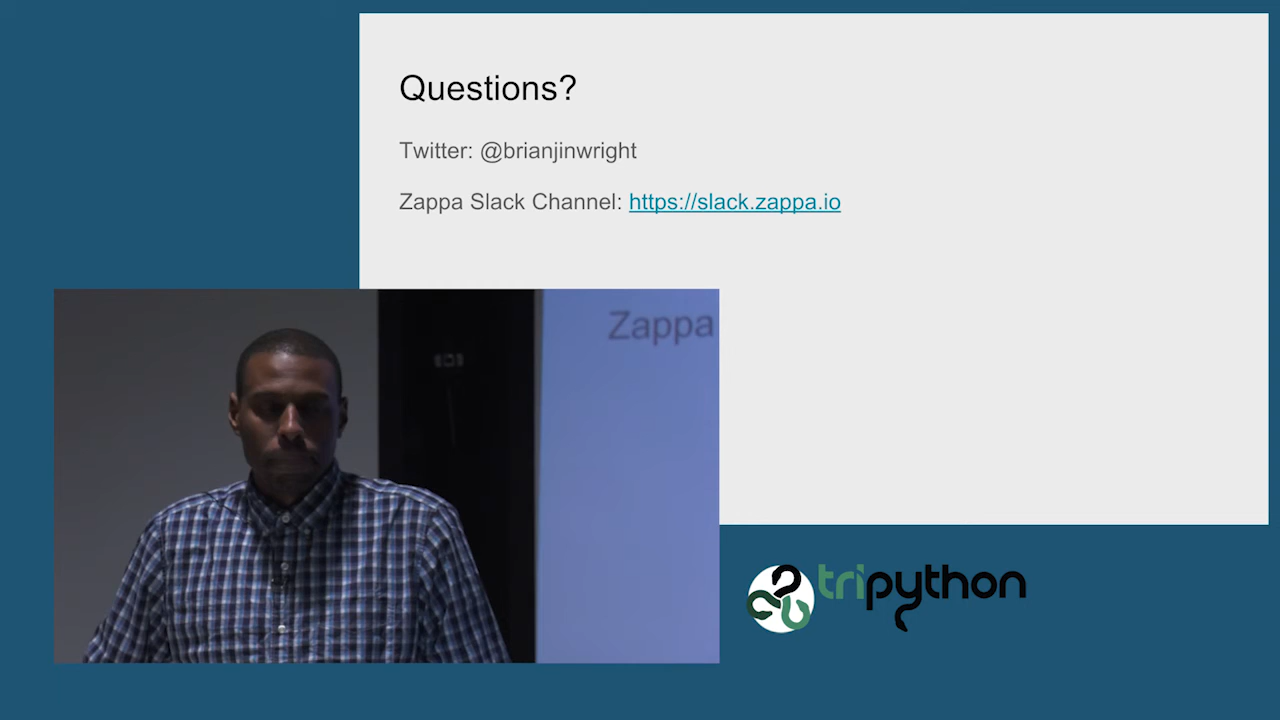 Questions?
Twitter: @brianjinwright
Zappa Slack Channel: https://slack.zappa.io
Zappa
tripython